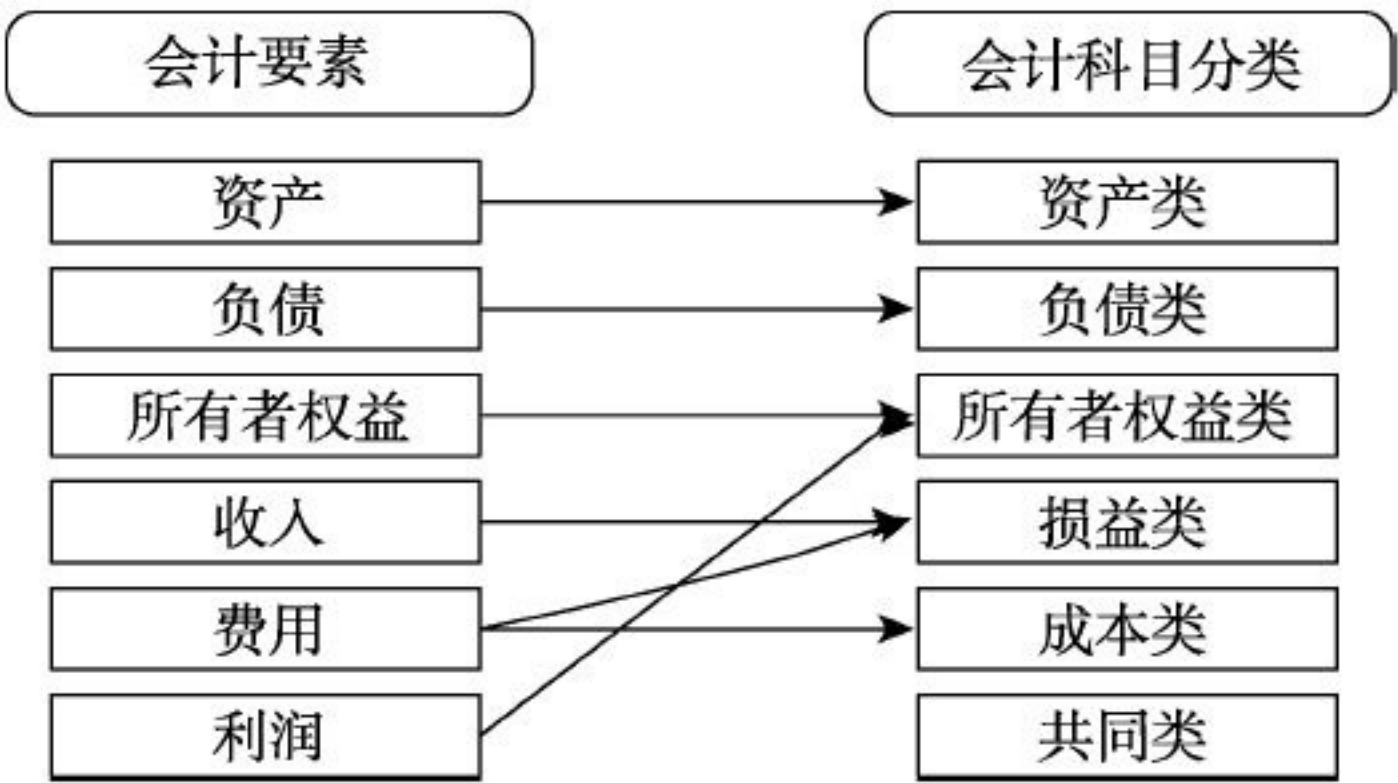 会计要素
会计科目分类
资产
资产类
负债
负债类
所有者权益
所有者权益类
收入
损益类
费用
成本类
利润
共同类